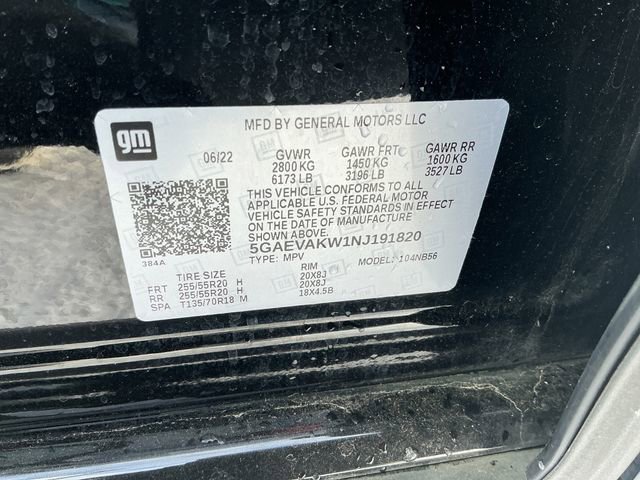 gm
MFD BY GENERAL MOTORS LLC
06/22 GVWR GAWR FRT GAWR RR
2800 KG 1450 KG 1600 KG
6173 LB 3196 LB 3527 LB
THIS VEHICLE CONFORMS TO ALL
APPLICABLE U.S. FEDERAL MOTOR
VEHICLE SAFETY STANDARDS IN EFFECT
ON THE DATE OF MANUFACTURE
SHOWN ABOVE.
5GAEVAKW1NJ191820
384A TYPE: MPV MODEL: 104NB56
TIRE SIZE RIM
FRT 255/55R20 H 20X8J
RR 255/55R20 H 20X8J
SPA T135/70R18 M 18X4.5B